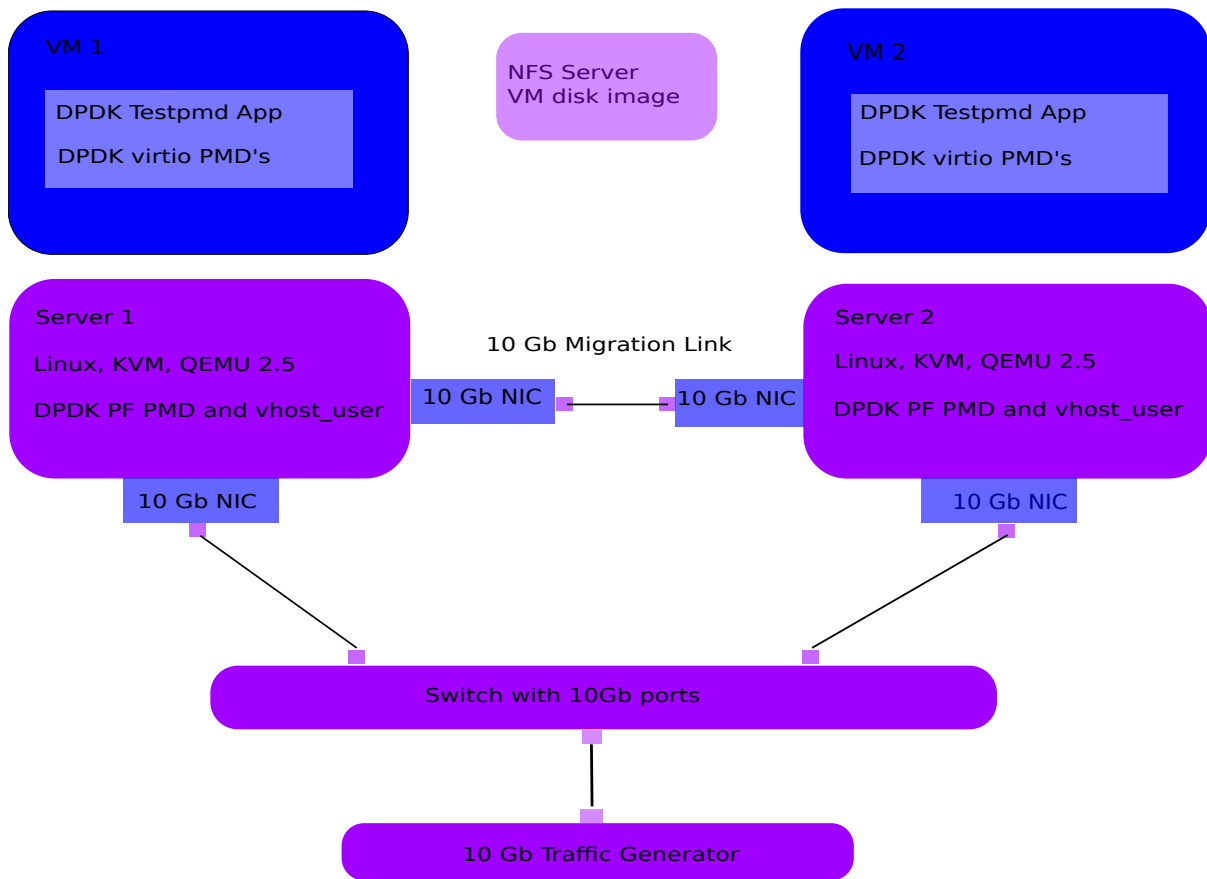 VM 1
DPDK Testpmd App
DPDK virtio PMD's
NFS Server
VM disk image
VM 2
DPDK Testpmd App
DPDK virtio PMD's
Server 1
Linux, KVM, QEMU 2.5
DPDK PF PMD and vhost_user
10 Gb Migration Link
10 Gb NIC
10 Gb NIC
Server 2
Linux, KVM, QEMU 2.5
DPDK PF PMD and vhost_user
10 Gb NIC
10 Gb NIC
Switch with 10Gb ports
10 Gb Traffic Generator